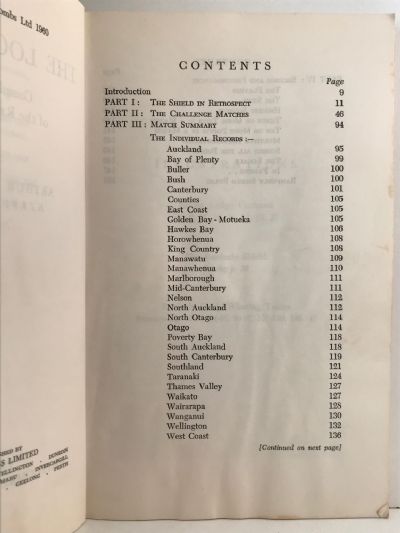 ombs Ltd 1960
S LIMITED
CONTENTS
Page
Introduction 9
PART I: THE SHIELD IN RETROSPECT 11
PART II: THE CHALLENGE MATCHES 46
PART III: MATCH SUMMARY 94
THE INDIVIDUAL RECORDS :—
Auckland 95
Bay of Plenty 99
Buller 100
Bush 100
Canterbury 101
Counties 105
East Coast 105
Golden Bay - Motueka 105
Hawkes Bay 106
Horowhenua 108
King Country 108
Manawatu 109
Manawhenua 110
Marlborough 111
Mid-Canterbury 111
Nelson 112
North Auckland 112
North Otago 114
Otago 114
Poverty Bay 118
South Auckland 118
South Canterbury 119
Southland 121
Taranaki 124
Thames Valley 127
Waikato 127
Wairarapa 128
Wanganui 130
Wellington 132
West Coast 136
[Continued on next page]